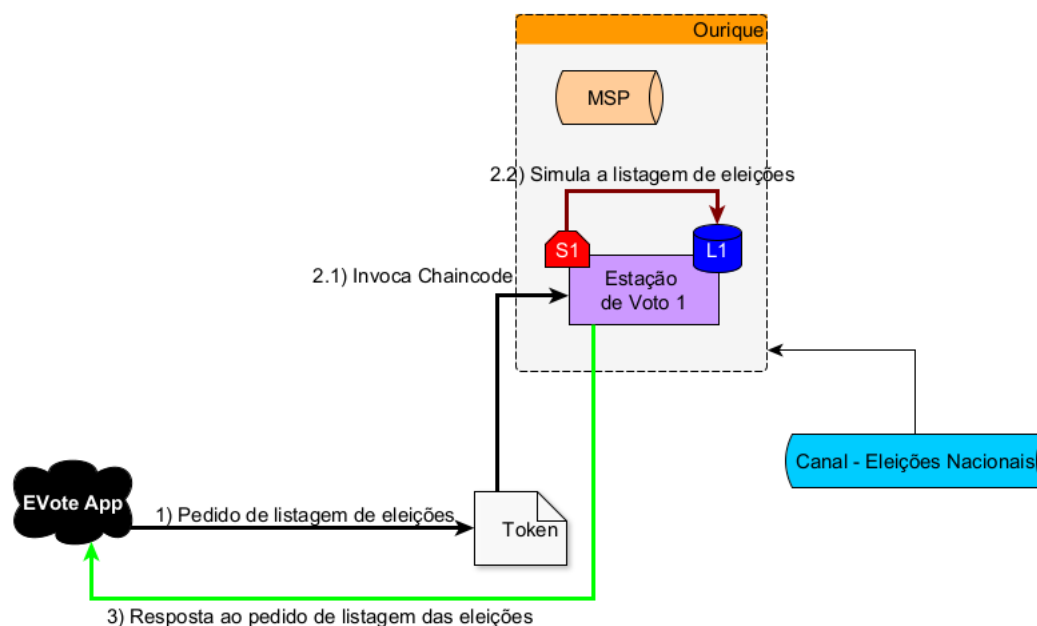 Ourique
MSP
2.2) Simula a listagem de eleições
S1
L1
2.1) Invoca Chaincode
Estação
de Voto 1
Canal - Eleições Nacionais
EVote App
1) Pedido de listagem de eleições
Token
3) Resposta ao pedido de listagem das eleições